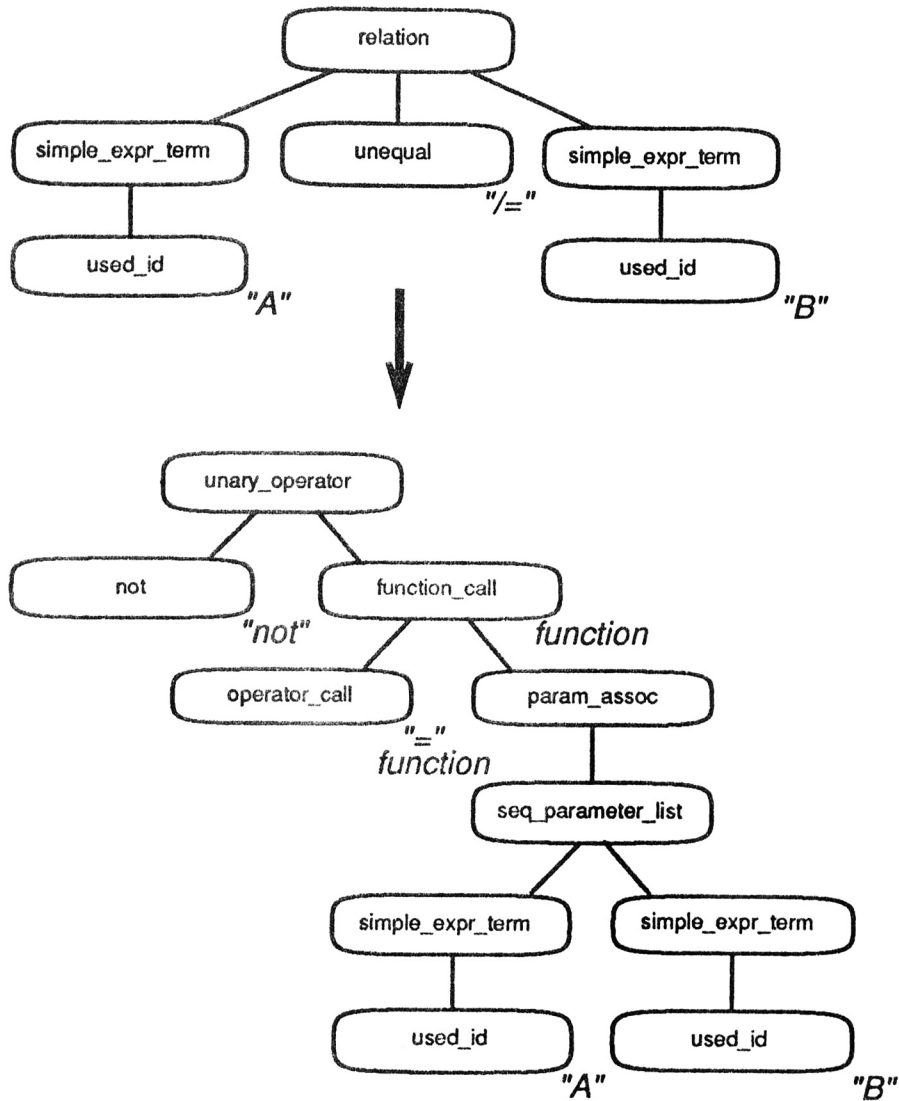 relation
simple_expr_term
unequal
simple_expr_term
"/="
used_id
used_id
"A"
"B"
unary_operator
not
function_call
"not"
function
operator_call
param_assoc
"="
function
seq_parameter_list
simple_expr_term
simple_expr_term
used_id
used_id
"A"
"B"